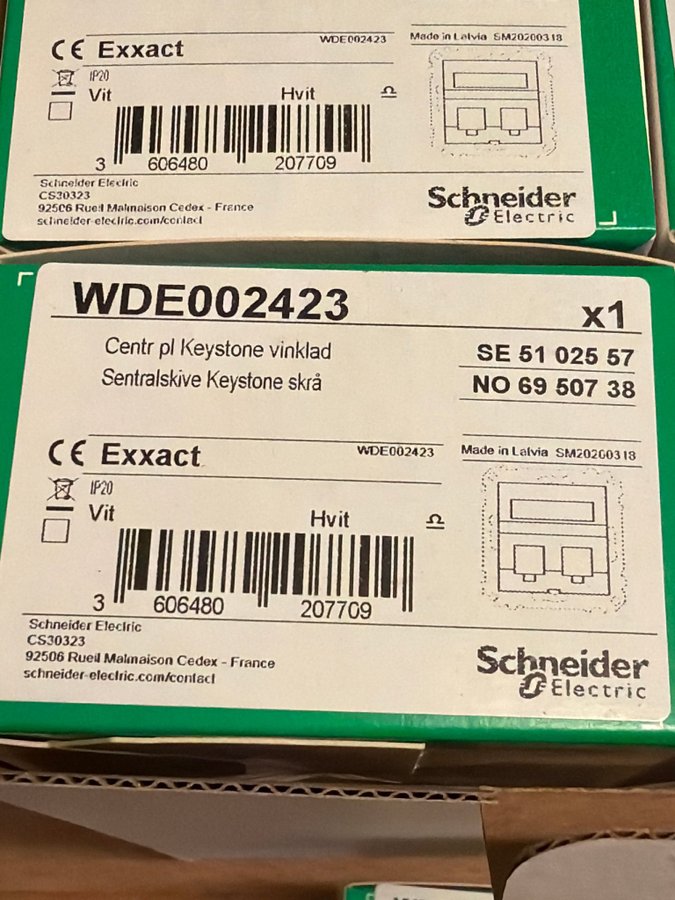 CE Exxact
WDE002423
Made in Latvia SM20200318
IP20
Vit
Hvit
3 606480 207709
Schneider Electric
CS30323
92506 Rueil Malmaison Cedex - France
schneider-electric.com/contact
Schneider
Electric
WDE002423
x1
Centr pl Keystone vinklad
SE 51 025 57
Sentralskive Keystone skrå
NO 69 507 38
CE Exxact
WDE002423
Made in Latvia SM20200318
IP20
Vit
Hvit
3 606480 207709
Schneider Electric
CS30323
92506 Rueil Malmaison Cedex - France
schneider-electric.com/contact
Schneider
Electric